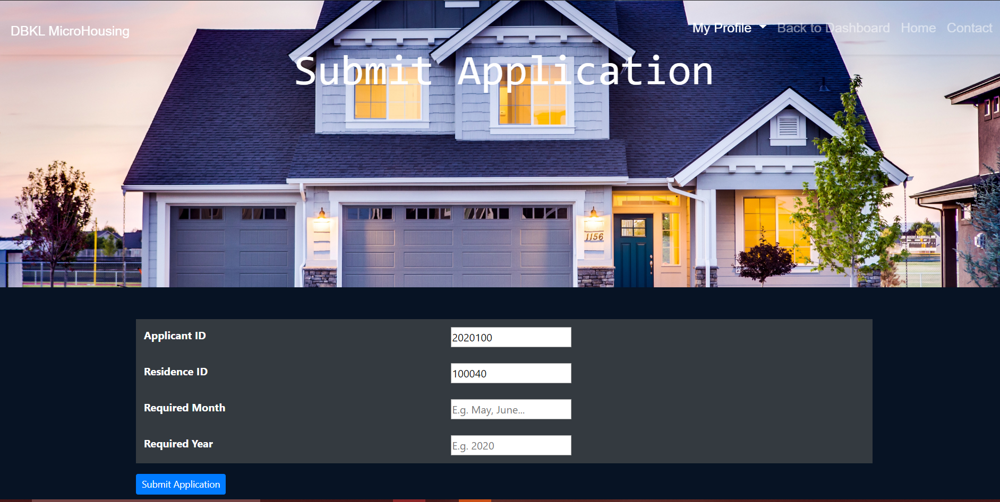 DBKL MicroHousing
My Profile Back to Dashboard Home Contact
Submit Application
1156
Applicant ID 2020100
Residence ID 100040
Required Month E.g. May, June...
Required Year E.g. 2020
Submit Application